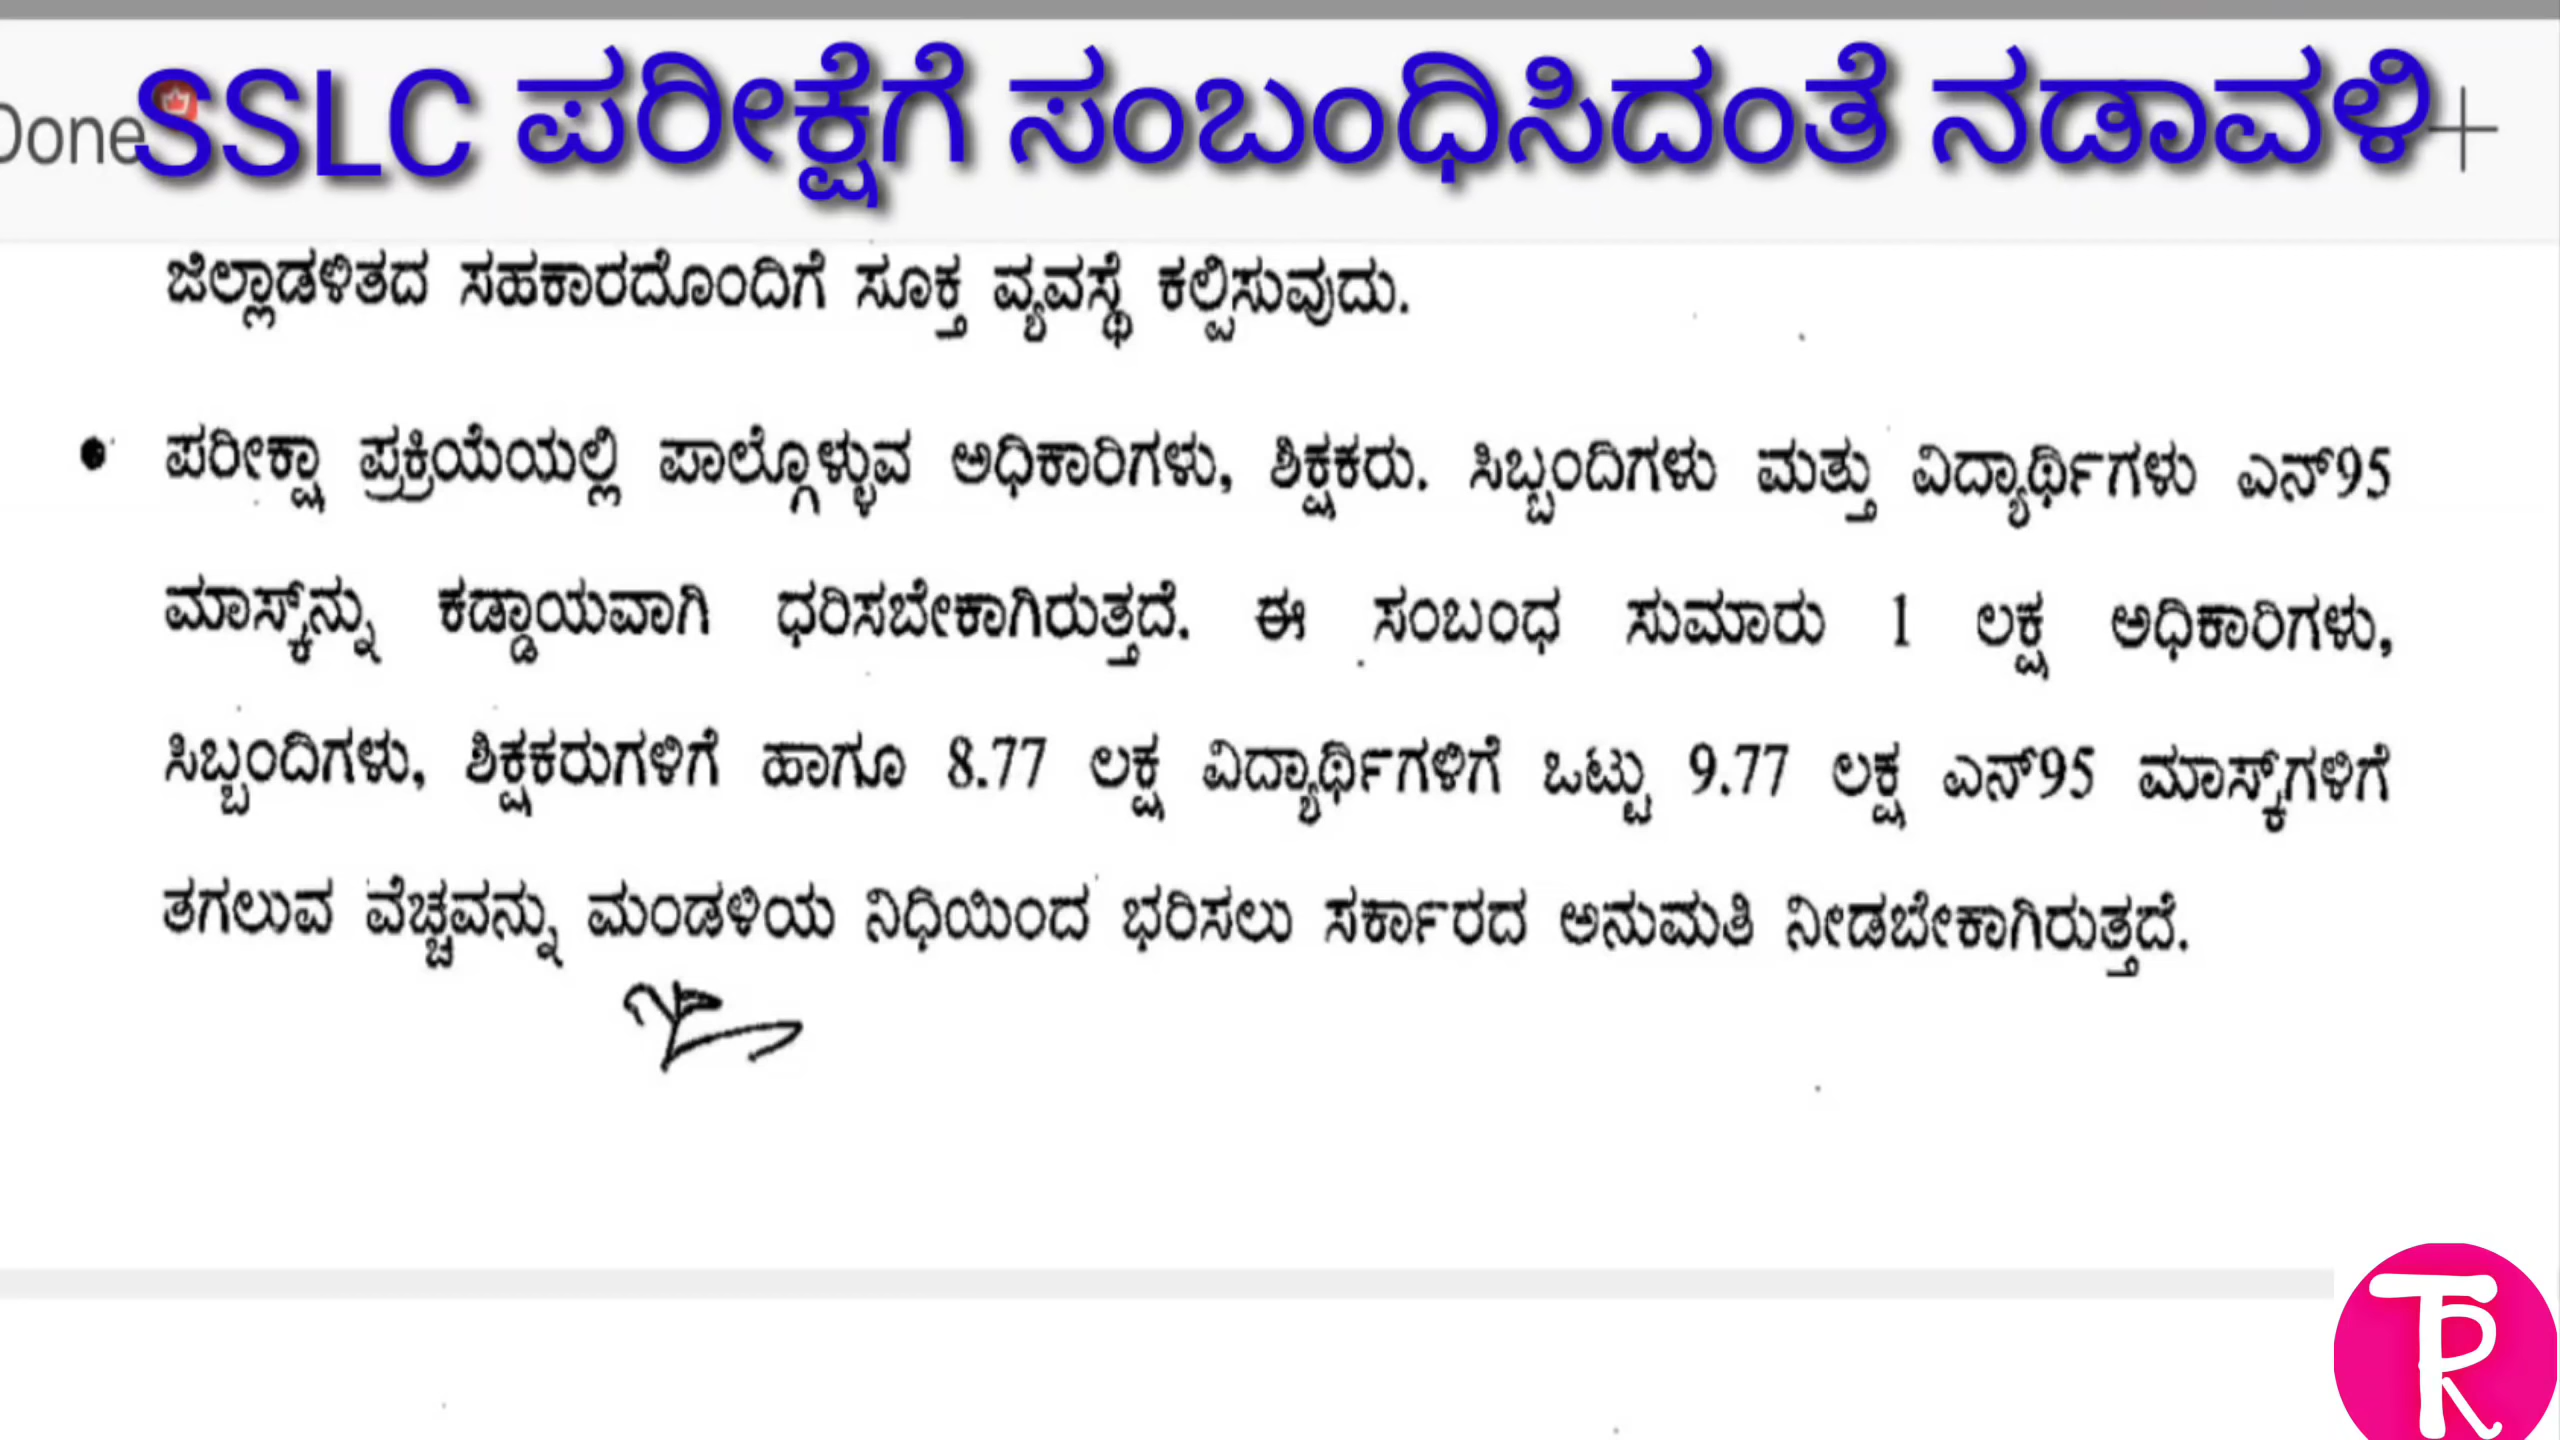 SSLC ಪರೀಕ್ಷೆಗೆ ಸಂಬಂಧಿಸಿದಂತೆ ನಡಾವಳಿ
Done
ಜಿಲ್ಲಾಡಳಿತದ ಸಹಕಾರದೊಂದಿಗೆ ಸೂಕ್ತ ವ್ಯವಸ್ಥೆ ಕಲ್ಪಿಸುವುದು.
• ಪರೀಕ್ಷಾ ಪ್ರಕ್ರಿಯೆಯಲ್ಲಿ ಪಾಲ್ಗೊಳ್ಳುವ ಅಧಿಕಾರಿಗಳು, ಶಿಕ್ಷಕರು. ಸಿಬ್ಬಂದಿಗಳು ಮತ್ತು ವಿದ್ಯಾರ್ಥಿಗಳು ಎನ್95
ಮಾಸ್ಕ್‌ನ್ನು ಕಡ್ಡಾಯವಾಗಿ ಧರಿಸಬೇಕಾಗಿರುತ್ತದೆ. ಈ ಸಂಬಂಧ ಸುಮಾರು 1 ಲಕ್ಷ ಅಧಿಕಾರಿಗಳು,
ಸಿಬ್ಬಂದಿಗಳು, ಶಿಕ್ಷಕರುಗಳಿಗೆ ಹಾಗೂ 8.77 ಲಕ್ಷ ವಿದ್ಯಾರ್ಥಿಗಳಿಗೆ ಒಟ್ಟು 9.77 ಲಕ್ಷ ಎನ್95 ಮಾಸ್ಕ್‌ಗಳಿಗೆ
ತಗಲುವ ವೆಚ್ಚವನ್ನು ಮಂಡಳಿಯ ನಿಧಿಯಿಂದ ಭರಿಸಲು ಸರ್ಕಾರದ ಅನುಮತಿ ನೀಡಬೇಕಾಗಿರುತ್ತದೆ.